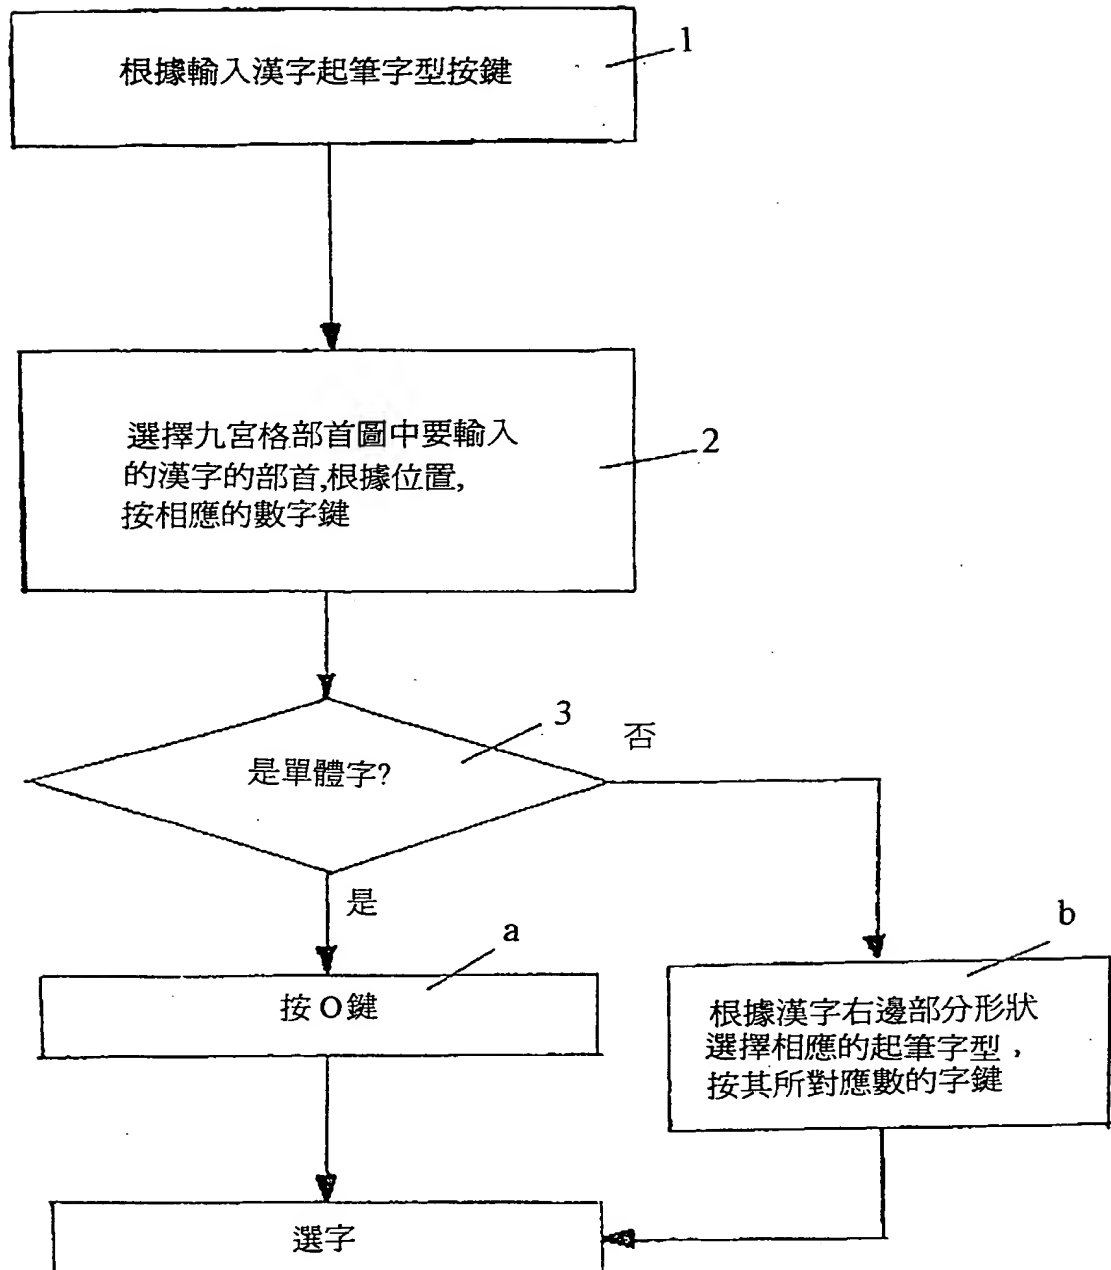 根據輸入漢字起筆字型按鍵
1
選擇九宮格部首圖中要輸入
的漢字的部首,根據位置,
按相應的數字鍵
2
是單體字?
3
否
是
a
按O鍵
b
根據漢字右邊部分形狀
選擇相應的起筆字型,
按其所對應數的字鍵
選字